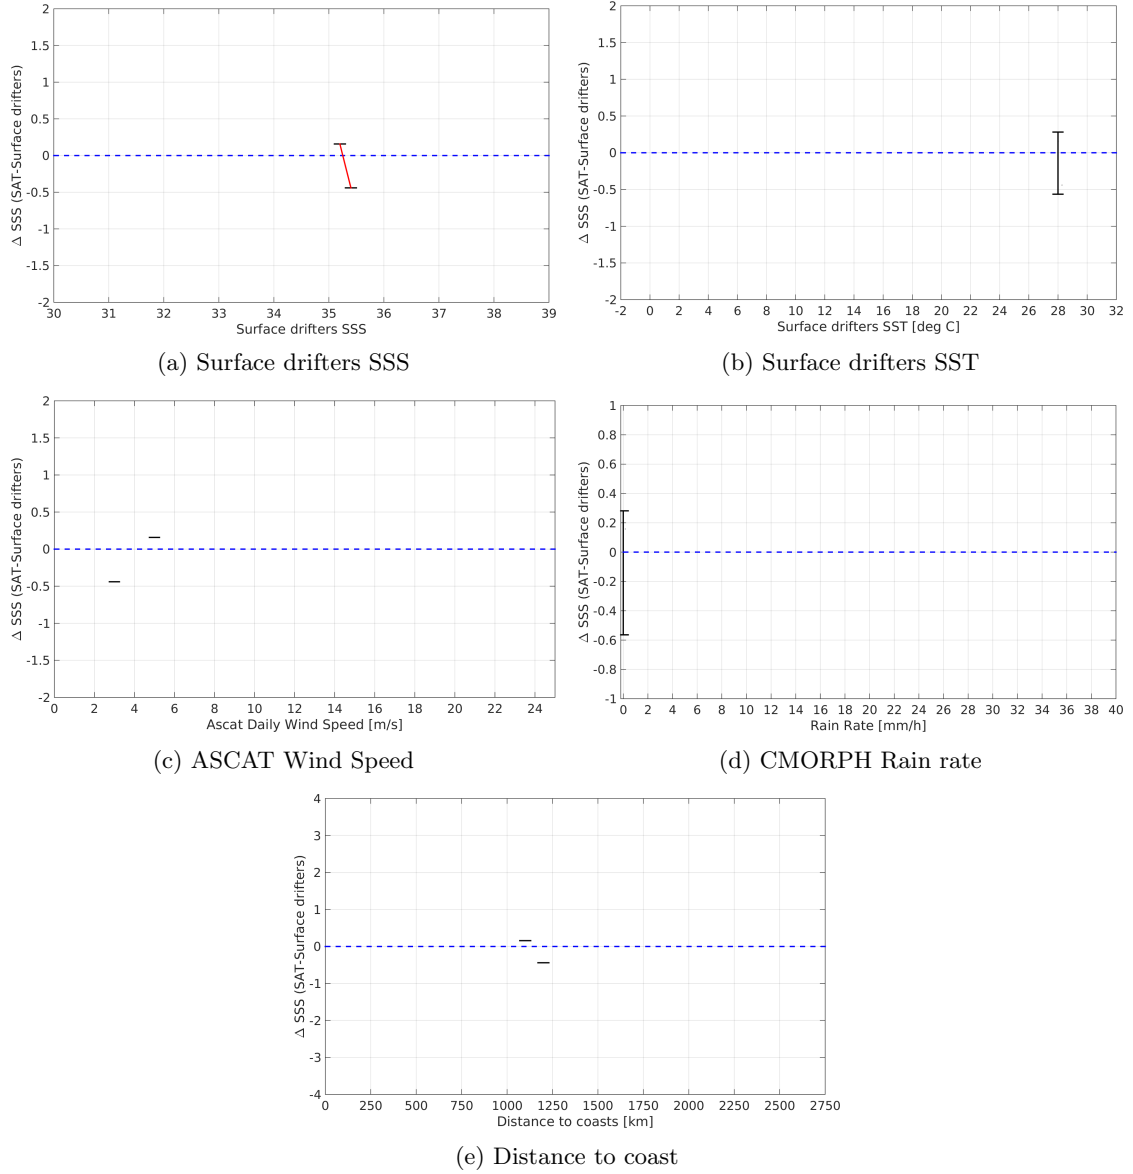 2
1.5
1
0.5
0
-0.5
-1
-1.5
-2
Δ SSS (SAT-Surface drifters)
30 31 32 33 34 35 36 37 38 39
Surface drifters SSS
(a) Surface drifters SSS
2
1.5
1
0.5
0
-0.5
-1
-1.5
-2
Δ SSS (SAT-Surface drifters)
-2 0 2 4 6 8 10 12 14 16 18 20 22 24 26 28 30 32
Surface drifters SST [deg C]
(b) Surface drifters SST
2
1.5
1
0.5
0
-0.5
-1
-1.5
-2
Δ SSS (SAT-Surface drifters)
0 2 4 6 8 10 12 14 16 18 20 22 24
Ascat Daily Wind Speed [m/s]
(c) ASCAT Wind Speed
1
0.8
0.6
0.4
0.2
0
-0.2
-0.4
-0.6
-0.8
-1
Δ SSS (SAT-Surface drifters)
0 2 4 6 8 10 12 14 16 18 20 22 24 26 28 30 32 34 36 38 40
Rain Rate [mm/h]
(d) CMORPH Rain rate
4
3
2
1
0
-1
-2
-3
-4
Δ SSS (SAT-Surface drifters)
0 250 500 750 1000 1250 1500 1750 2000 2250 2500 2750
Distance to coasts [km]
(e) Distance to coast